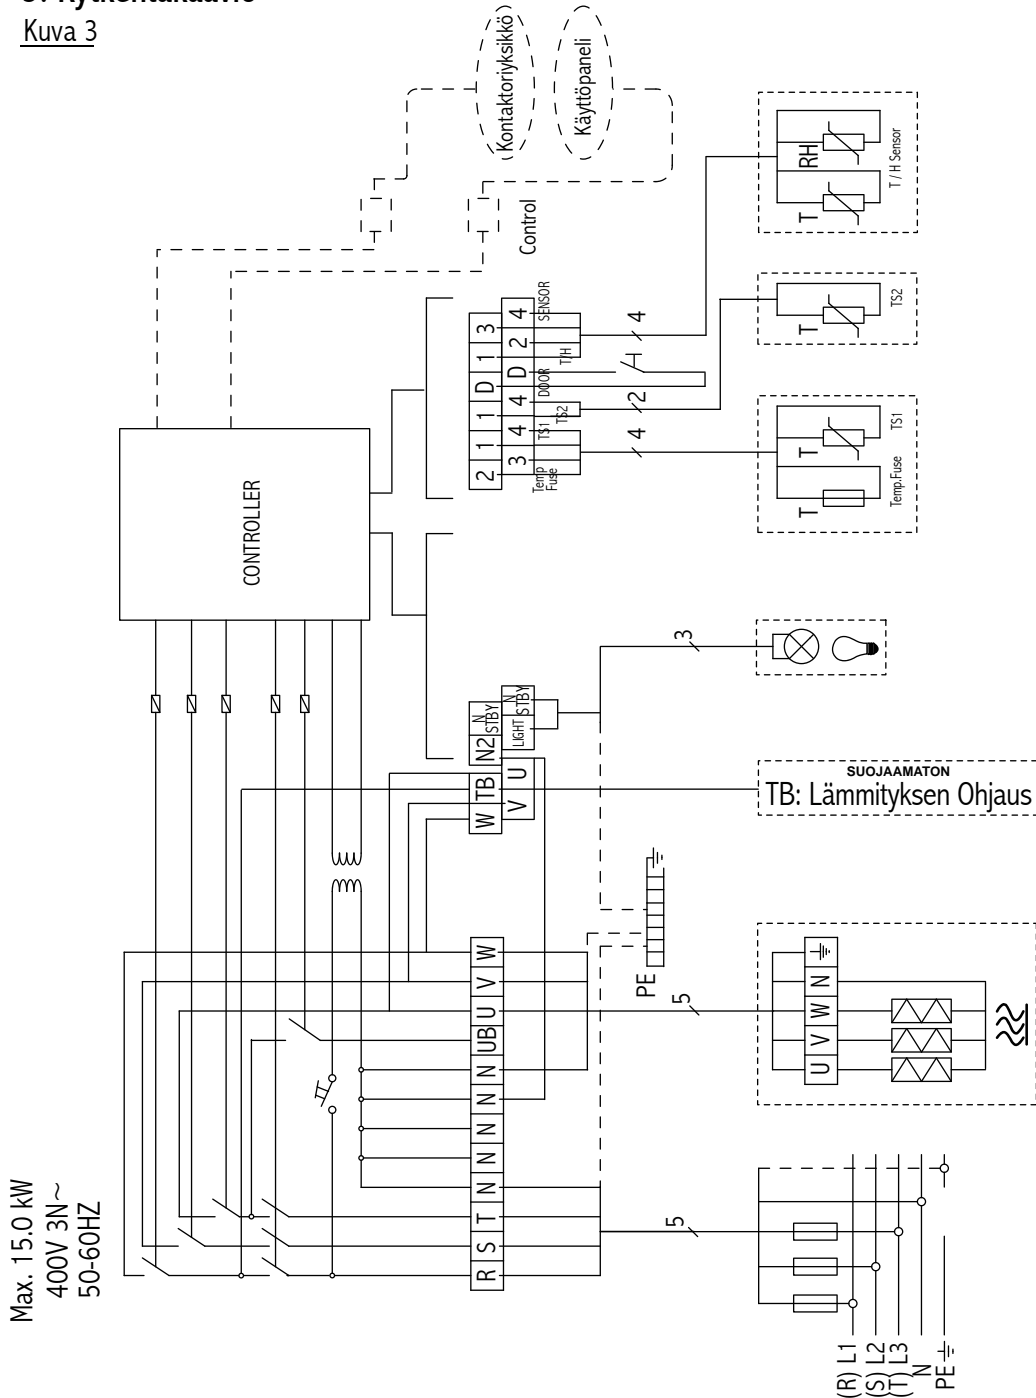 Kytkentäkaavio
Kuva 3
Kontaktoriyksikkö
Käyttöpaneli
Control
CONTROLLER
RH
T
T / H Sensor
T
TS2
T
TS1
T
Temp.Fuse
2 1 1 D 1 3
3 4 4 D 2 4
Temp Fuse
TS1
TS2
DOOR
T/H
SENSOR
4
2
4
N2
N STBY
LIGHT
N STBY
W TB
V U
3
SUOJAAMATON
TB: Lämmityksen Ohjaus
PE
R S T N N N N N UB U V W
5
5
U V W N
Max. 15.0 kW
400V 3N~
50-60HZ
(R) L1
(S) L2
(T) L3
N
PE